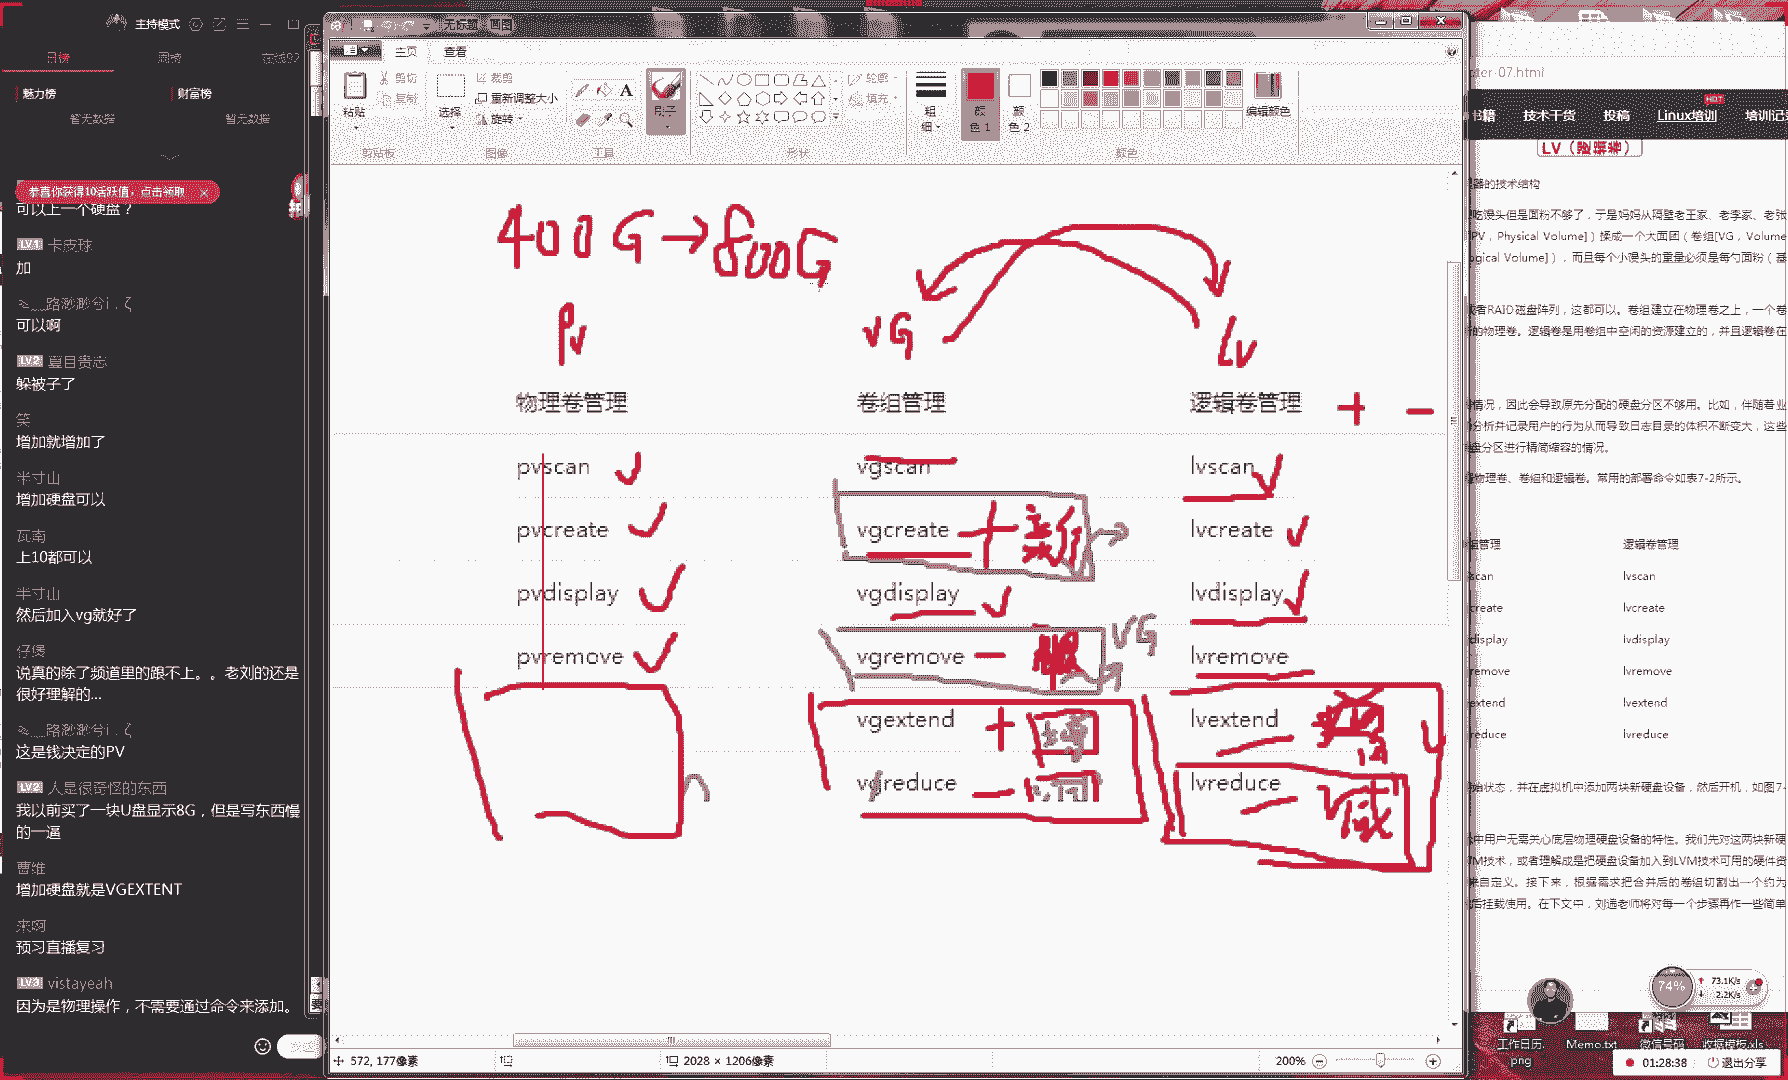 主持模式
日榜 周榜 在线92
魅力榜 财富榜
暂无数据 暂无数据
恭喜你获得10活跃值，点击领取
可以上一个硬盘？
LV1 卡皮球
加
可以啊
LV2 夏目贵志
躲被子了
笑
增加就增加了
半寸山
增加硬盘可以
瓦南
上10都可以
半寸山
然后加入vg就好了
仔煲
说真的除了频道里的跟不上。。老刘的还是
很好理解的...
这是钱决定的PV
LV2 人是很奇怪的东西
我以前买了一块U盘显示8G，但是写东西慢
的一逼
曹维
增加硬盘就是VGEXTENT
来啊
预习直播复习
LV3 vistayeah
因为是物理操作，不需要通过命令来添加。
无标题 - 画图
主页 查看
粘贴 剪切 复制 选择 裁剪 重新调整大小 旋转 刷子 轮廓 填充 粗细 颜色 1 颜色 2 编辑颜色
剪贴板 图像 工具 形状 颜色
400G→800G
PV VG LV
物理卷管理 卷组管理 逻辑卷管理 + -
pvscan vgscan lvscan
pvcreate vgcreate + 新 lvcreate
pvdisplay vgdisplay lvdisplay
VG
pvremove vgremove - lvremove
vgextend + 增 lvextend 增
vgreduce - lvreduce 减
572, 177像素 2028 × 1206像素 200%
ter-07.html
书籍 技术干货 投稿 Linux培训 HOT 培训记
LV（逻辑卷）
器的技术结构
吃馒头但是面粉不够了，于是妈妈从隔壁老王家、老李家、老张
PV，Physical Volume]）揉成一个大面团（卷组[VG，Volume
ogical Volume]），而且每个小馒头的重量必须是每勺面粉（基
或者RAID磁盘阵列，这都可以。卷组建立在物理卷之上，一个卷
的物理卷。逻辑卷是用卷组中空闲的资源建立的，并且逻辑卷在
情况，因此会导致原先分配的硬盘分区不够用。比如，伴随着业
分析并记录用户的行为从而导致日志目录的体积不断变大，这些
盘分区进行精简缩容的情况。
物理卷、卷组和逻辑卷。常用的部署命令如表7-2所示。
组管理 逻辑卷管理
scan lvscan
create lvcreate
display lvdisplay
remove lvremove
extend lvextend
reduce lvreduce
始状态，并在虚拟机中添加两块新硬盘设备，然后开机，如图7-
中用户无需关心底层物理硬盘设备的特性。我们先对这两块新硬
M技术，或者理解成是把硬盘设备加入到LVM技术可用的硬件资
来自定义。接下来，根据需求把合并后的卷组切割出一个约为
后挂载使用。在下文中，刘遄老师将对每一个步骤再作一些简单
74% 73.1K/s
2.2K/s
工作日历.png Memo.txt 微信号码 收据模板.xls
01:28:38 退出分享